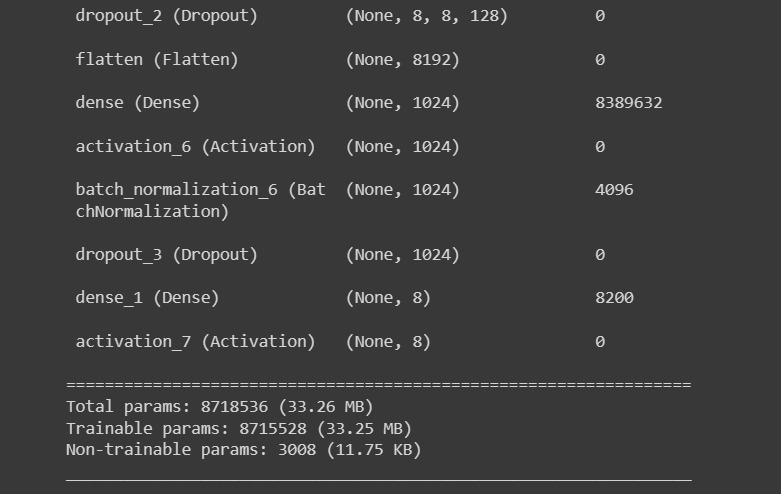 dropout_2 (Dropout) (None, 8, 8, 128) 0
flatten (Flatten) (None, 8192) 0
dense (Dense) (None, 1024) 8389632
activation_6 (Activation) (None, 1024) 0
batch_normalization_6 (Bat (None, 1024) 4096
chNormalization)
dropout_3 (Dropout) (None, 1024) 0
dense_1 (Dense) (None, 8) 8200
activation_7 (Activation) (None, 8) 0
=================================================================
Total params: 8718536 (33.26 MB)
Trainable params: 8715528 (33.25 MB)
Non-trainable params: 3008 (11.75 KB)
_________________________________________________________________